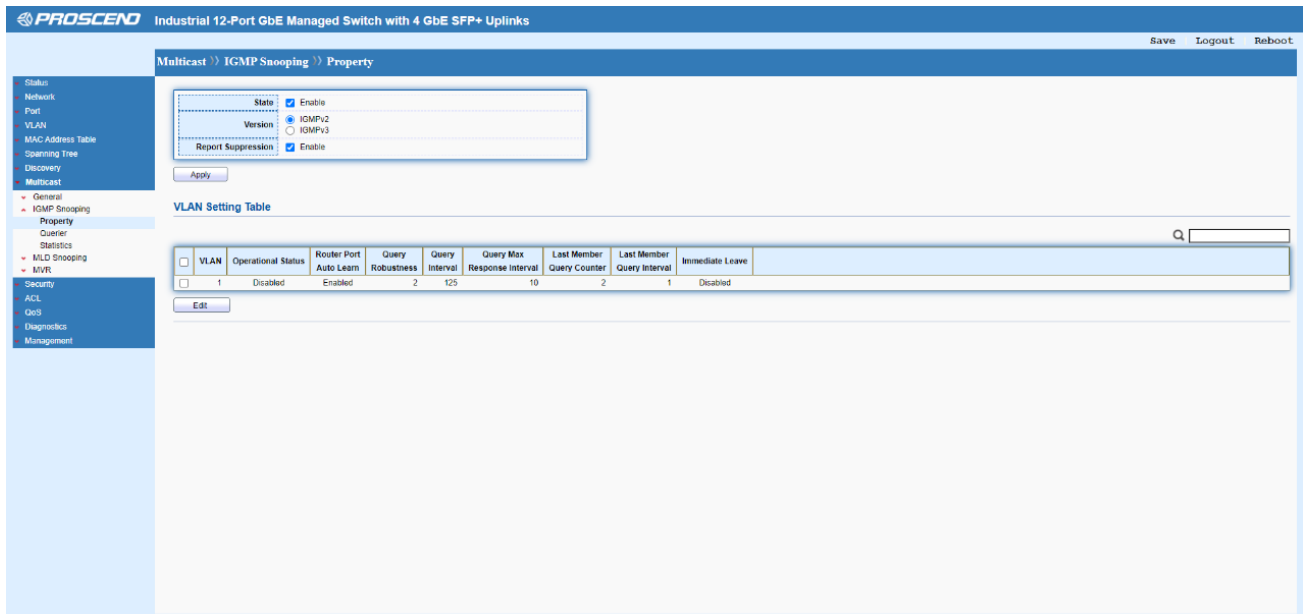 PROSCEND Industrial 12-Port GbE Managed Switch with 4 GbE SFP+ Uplinks
Save Logout Reboot
Multicast 》 IGMP Snooping 》 Property
Status
Network
Port
VLAN
MAC Address Table
Spanning Tree
Discovery
Multicast
General
IGMP Snooping
Property
Querier
Statistics
MLD Snooping
MVR
Security
ACL
QoS
Diagnostics
Management
State Enable
Version IGMPv2
IGMPv3
Report Suppression Enable
Apply
VLAN Setting Table
VLAN Operational Status Router Port Auto Learn Query Robustness Query Interval Query Max Response Interval Last Member Query Counter Last Member Query Interval Immediate Leave
1 Disabled Enabled 2 125 10 2 1 Disabled
Edit